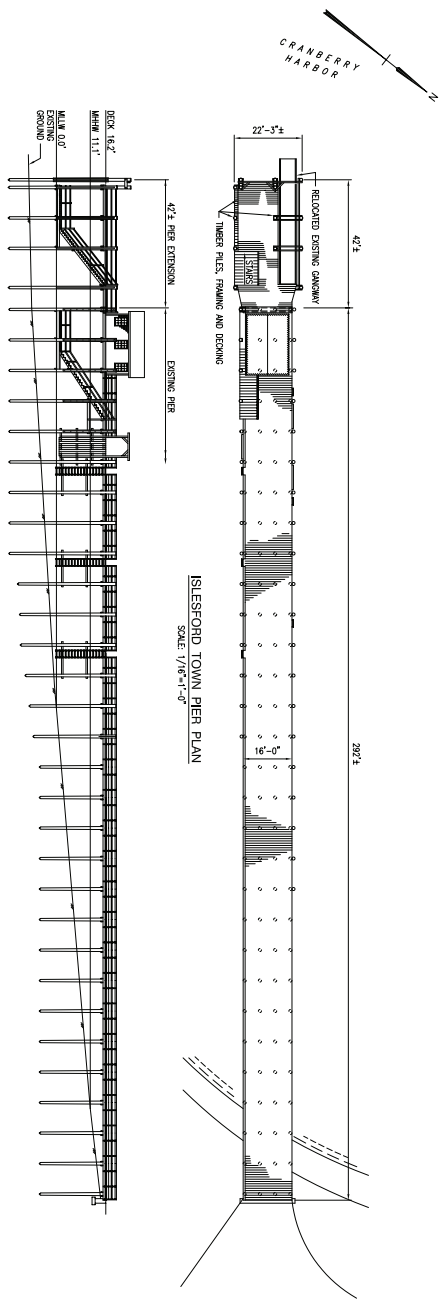 CRANBERRY
HARBOR
N
22'-3"±
42'±
RELOCATED EXISTING GANGWAY
STAIRS
TIMBER PILES, FRAMING AND DECKING
16'-0"
292'±
ISLESFORD TOWN PIER PLAN
SCALE: 1/16"=1'-0"
DECK 16.2'
MHHW 11.1'
MLLW 0.0'
EXISTING
GROUND
42'± PIER EXTENSION
EXISTING PIER